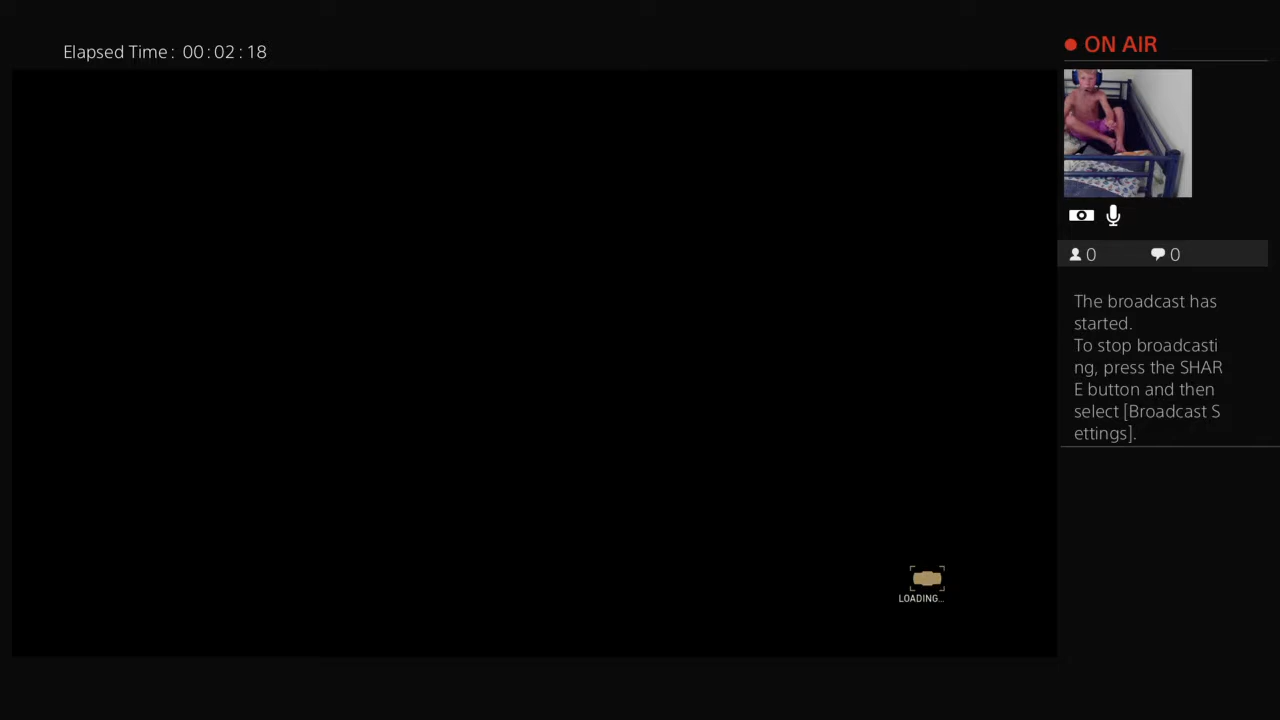 Elapsed Time: 00:02:18
ON AIR
0 0
The broadcast has
started.
To stop broadcasti
ng, press the SHAR
E button and then
select [Broadcast S
ettings].
LOADING...